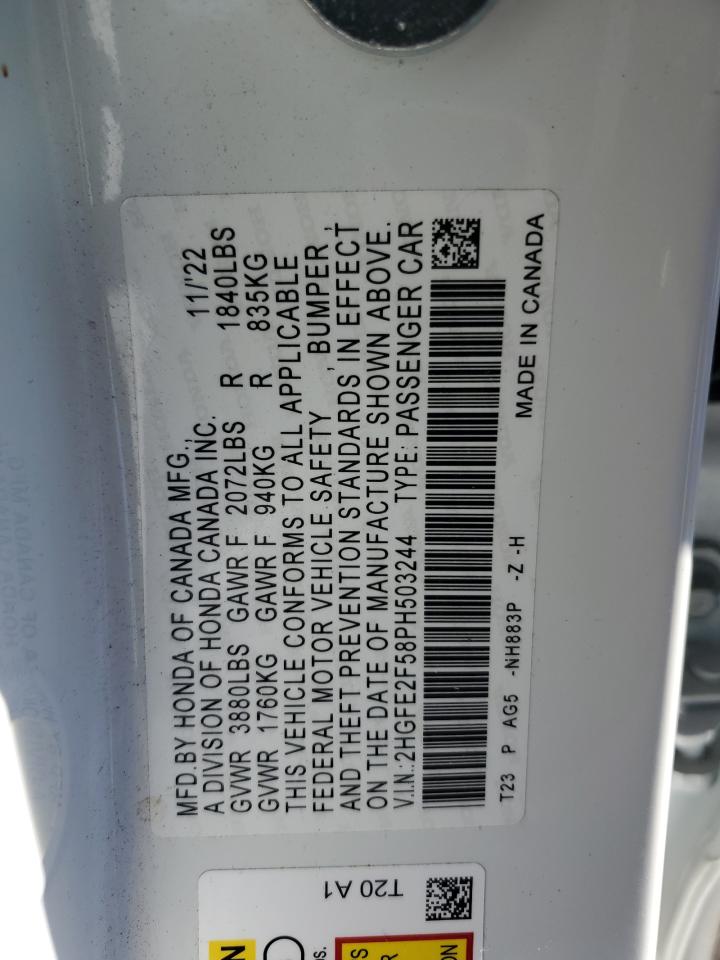 MFD.BY HONDA OF CANADA MFG., 11/'22
A DIVISION OF HONDA CANADA INC.
GVWR 3880LBS GAWR F 2072LBS R 1840LBS
GVWR 1760KG GAWR F 940KG R 835KG
THIS VEHICLE CONFORMS TO ALL APPLICABLE
FEDERAL MOTOR VEHICLE SAFETY , BUMPER ,
AND THEFT PREVENTION STANDARDS IN EFFECT
ON THE DATE OF MANUFACTURE SHOWN ABOVE.
V.I.N.:2HGFE2F58PH503244 TYPE: PASSENGER CAR
T23 P AG5 -NH883P -Z -H
MADE IN CANADA
T20 A1